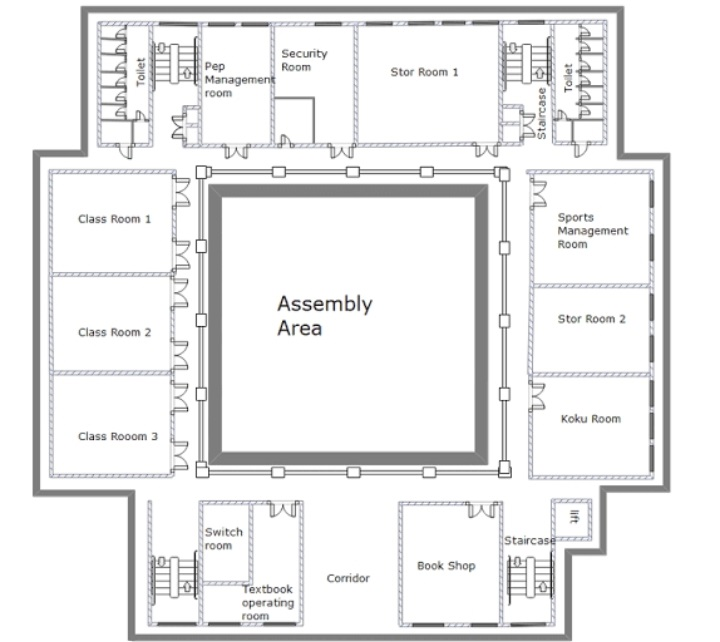 Toilet
Pep
Management
room
Security
Room
Stor Room 1
Staircase
Toilet
Class Room 1
Sports
Management
Room
Assembly
Area
Class Room 2
Stor Room 2
Class Rooom 3
Koku Room
Switch
room
Textbook
operating
room
Corridor
Book Shop
Staircase
lift